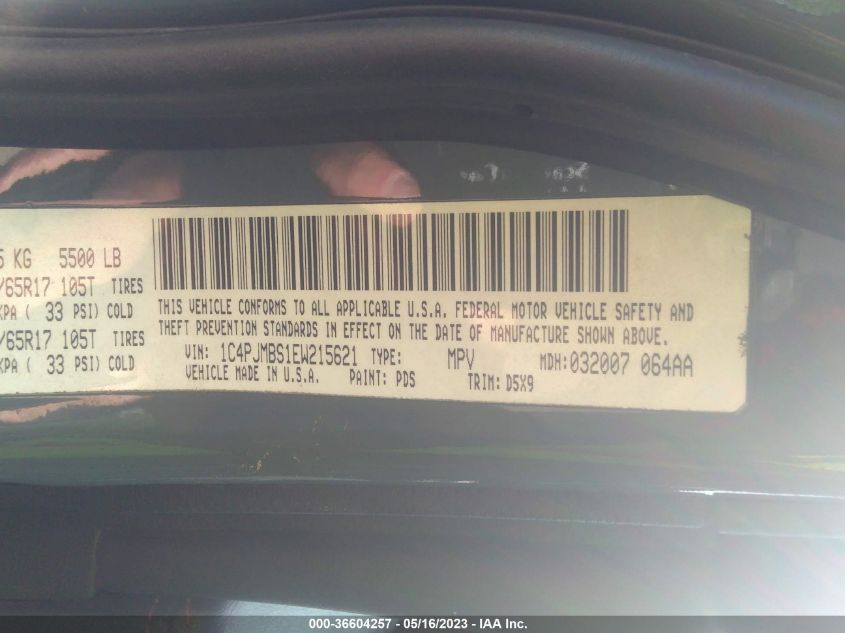 5 KG 5500 LB
/65R17 105T TIRES
KPA ( 33 PSI) COLD
/65R17 105T TIRES
KPA ( 33 PSI) COLD
THIS VEHICLE CONFORMS TO ALL APPLICABLE U.S.A. FEDERAL MOTOR VEHICLE SAFETY AND
THEFT PREVENTION STANDARDS IN EFFECT ON THE DATE OF MANUFACTURE SHOWN ABOVE.
VIN: 1C4PJMBS1EW215621 TYPE: MPV MDH:032007 064AA
VEHICLE MADE IN U.S.A. PAINT: PDS TRIM: D5X9
000-36604257 - 05/16/2023 - IAA Inc.